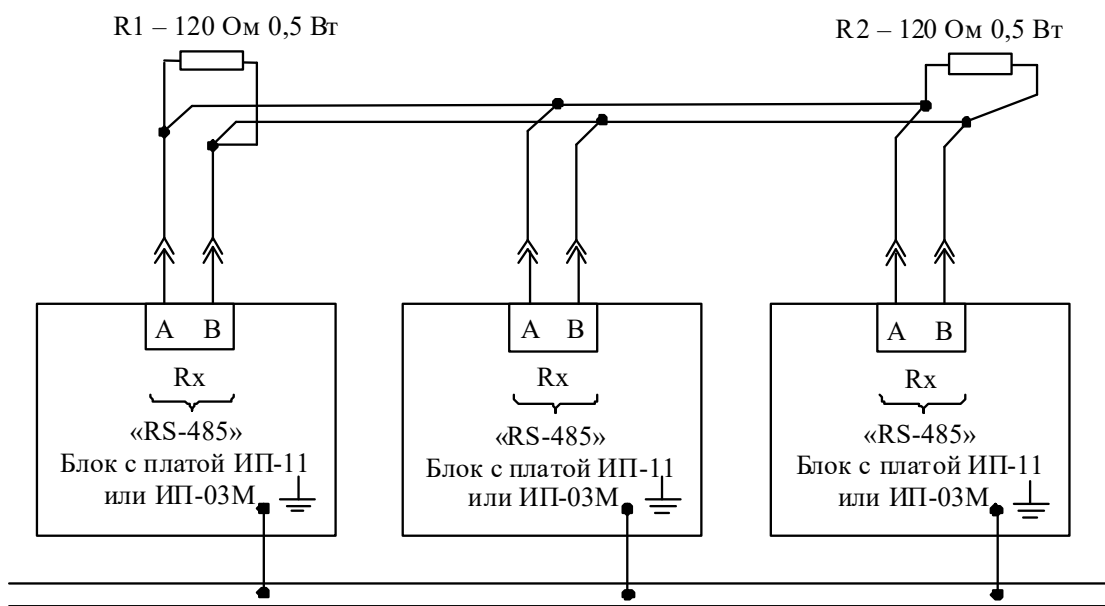 R1 – 120 Ом 0,5 Вт
R2 – 120 Ом 0,5 Вт
А В
Rx
«RS-485»
Блок с платой ИП-11
или ИП-03М
А В
Rx
«RS-485»
Блок с платой ИП-11
или ИП-03М
А В
Rx
«RS-485»
Блок с платой ИП-11
или ИП-03М